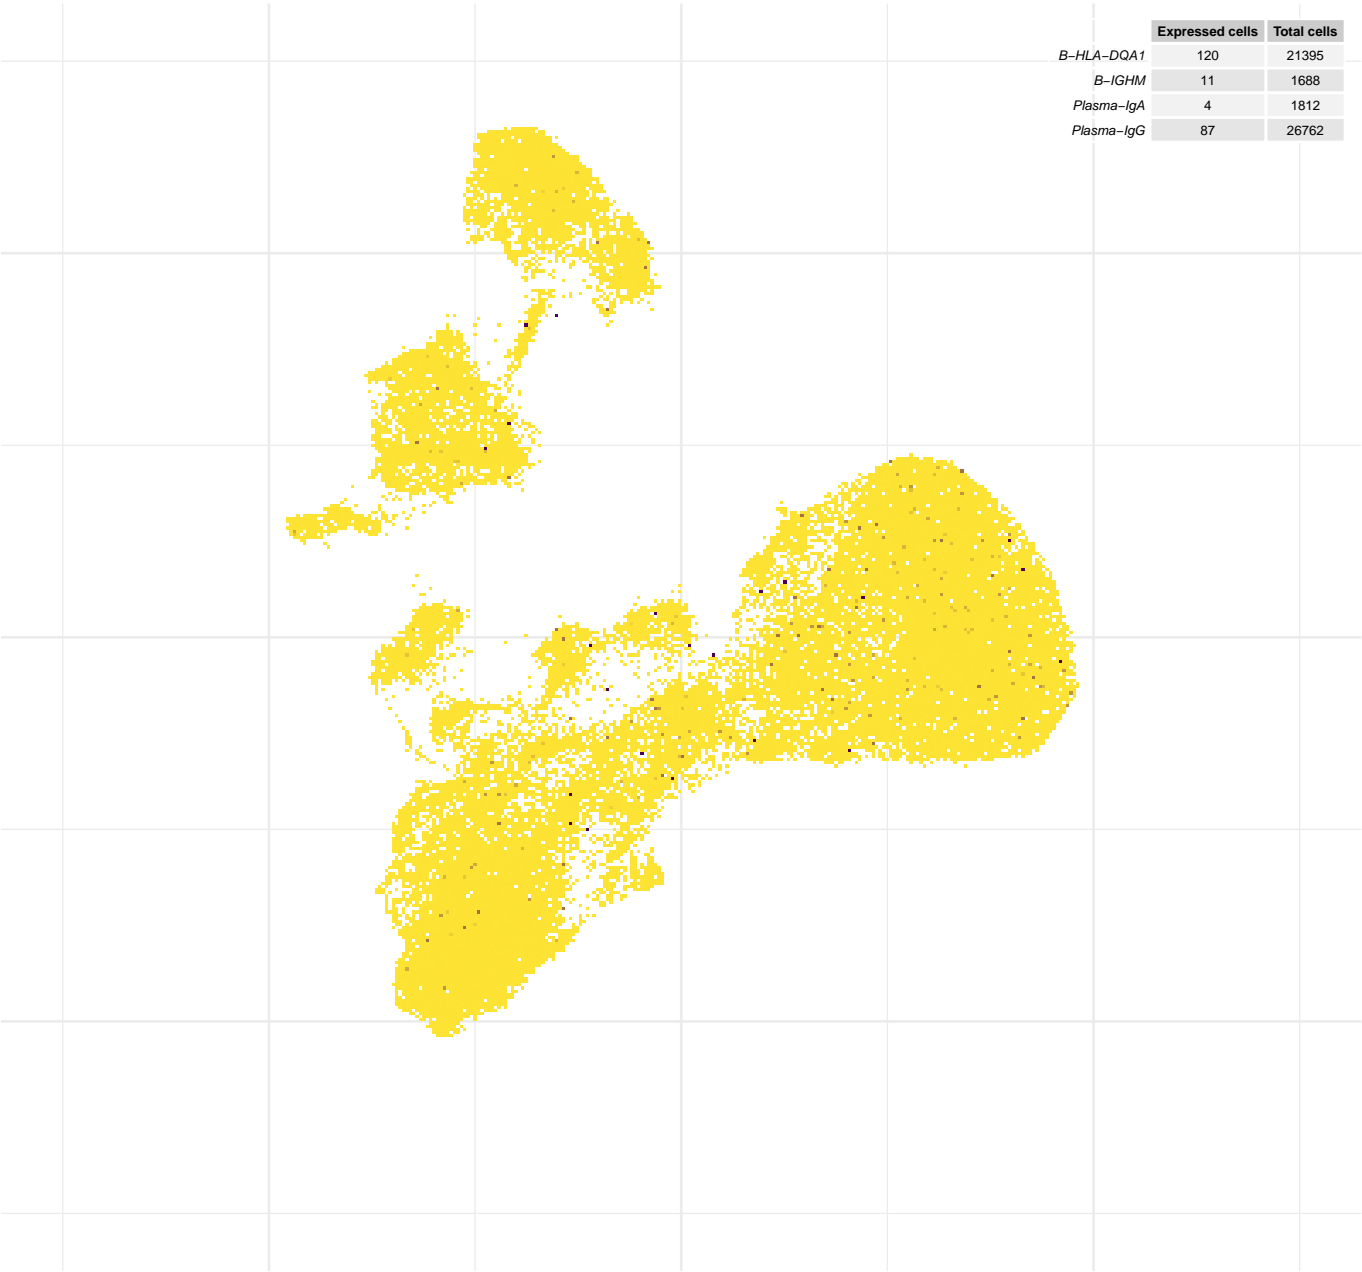 Expressed cells Total cells
B−HLA−DQA1 120 21395
B−IGHM 11 1688
Plasma−IgA 4 1812
Plasma−IgG 87 26762